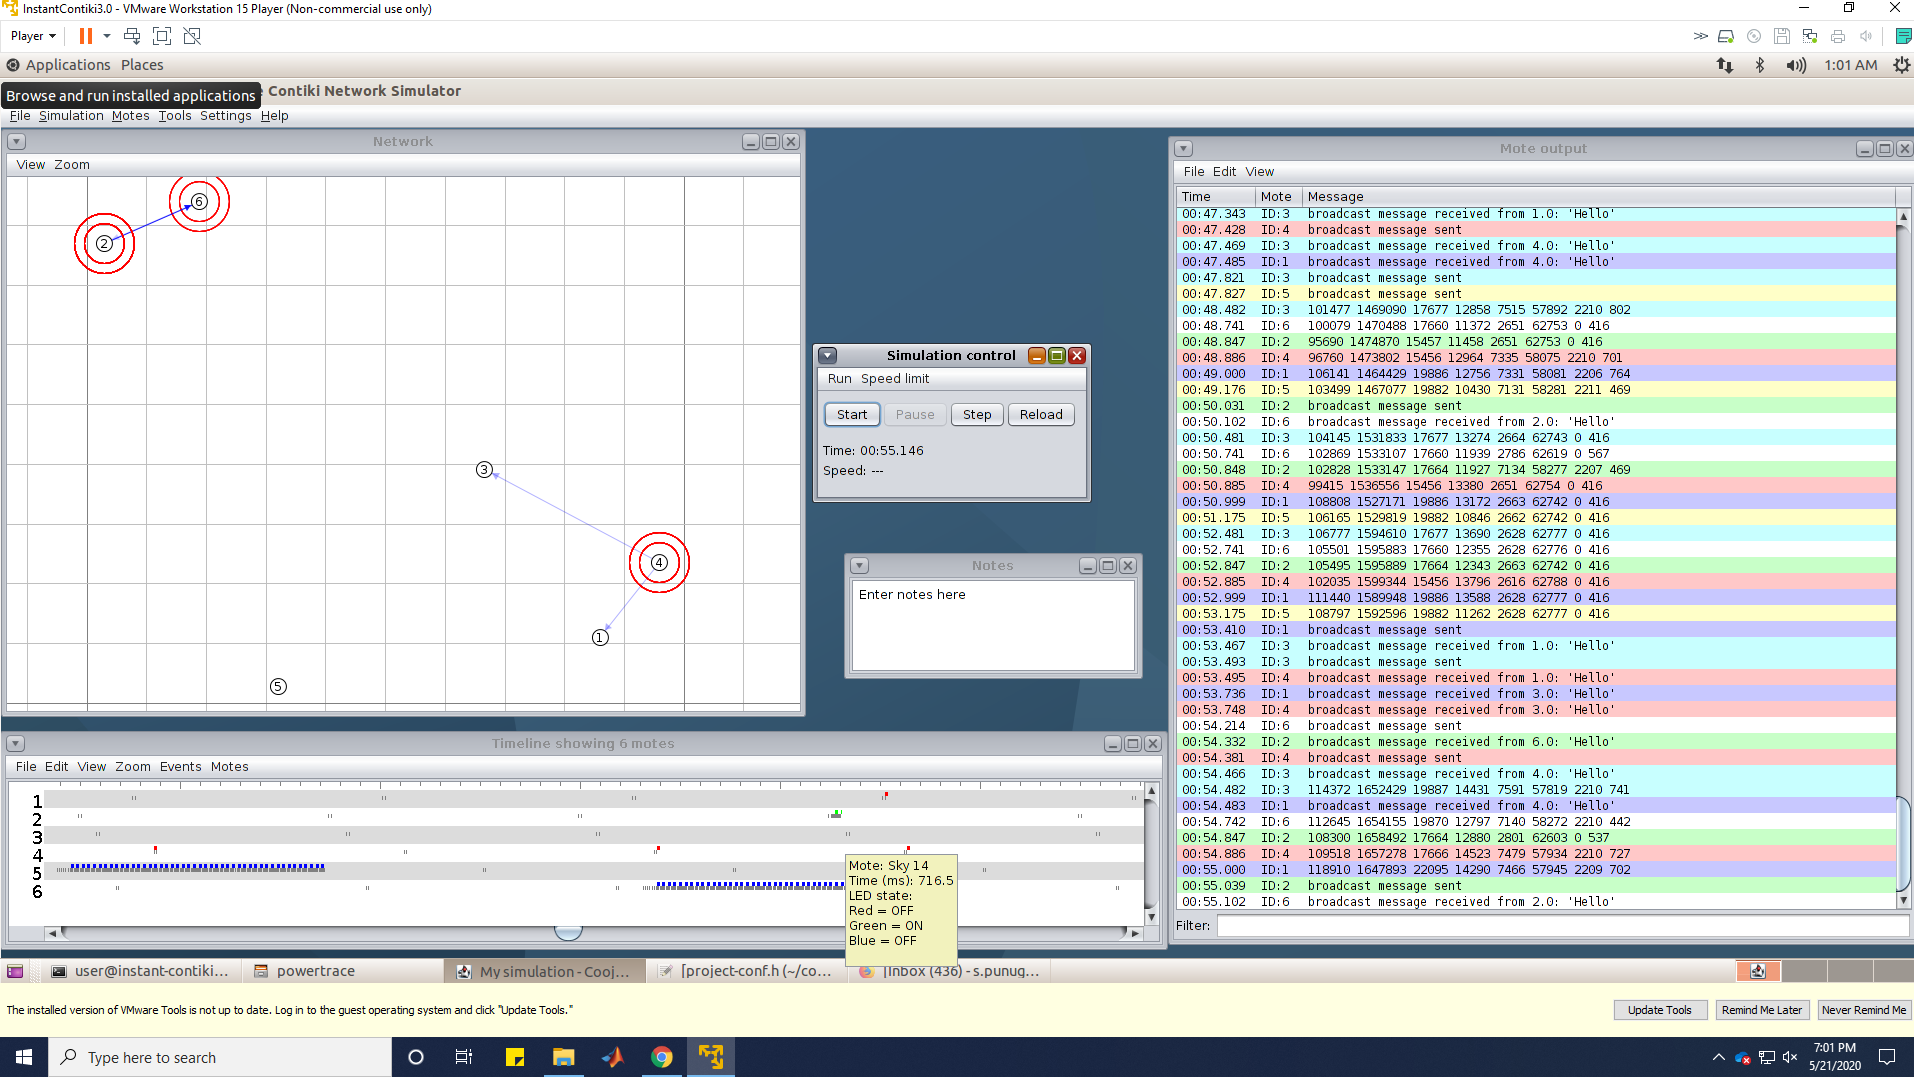 InstantContiki3.0 - VMware Workstation 15 Player (Non-commercial use only)
Player
Applications Places
1:01 AM
Browse and run installed applications
Contiki Network Simulator
File Simulation Motes Tools Settings Help
Network
View Zoom
6
2
3
4
1
5
Simulation control
Run Speed limit
Start Pause Step Reload
Time: 00:55.146
Speed: ---
Notes
Enter notes here
Mote output
File Edit View
Time Mote Message
00:47.343 ID:3 broadcast message received from 1.0: 'Hello'
00:47.428 ID:4 broadcast message sent
00:47.469 ID:3 broadcast message received from 4.0: 'Hello'
00:47.485 ID:1 broadcast message received from 4.0: 'Hello'
00:47.821 ID:3 broadcast message sent
00:47.827 ID:5 broadcast message sent
00:48.482 ID:3 101477 1469090 17677 12858 7515 57892 2210 802
00:48.741 ID:6 100079 1470488 17660 11372 2651 62753 0 416
00:48.847 ID:2 95690 1474870 15457 11458 2651 62753 0 416
00:48.886 ID:4 96760 1473802 15456 12964 7335 58075 2210 701
00:49.000 ID:1 106141 1464429 19886 12756 7331 58081 2206 764
00:49.176 ID:5 103499 1467077 19882 10430 7131 58281 2211 469
00:50.031 ID:2 broadcast message sent
00:50.102 ID:6 broadcast message received from 2.0: 'Hello'
00:50.481 ID:3 104145 1531833 17677 13274 2664 62743 0 416
00:50.741 ID:6 102869 1533107 17660 11939 2786 62619 0 567
00:50.848 ID:2 102828 1533147 17664 11927 7134 58277 2207 469
00:50.885 ID:4 99415 1536556 15456 13380 2651 62754 0 416
00:50.999 ID:1 108808 1527171 19886 13172 2663 62742 0 416
00:51.175 ID:5 106165 1529819 19882 10846 2662 62742 0 416
00:52.481 ID:3 106777 1594610 17677 13690 2628 62776 0 416
00:52.741 ID:6 105501 1595883 17660 12355 2628 62776 0 416
00:52.847 ID:2 105495 1595889 17664 12343 2663 62742 0 416
00:52.885 ID:4 102035 1599344 15456 13796 2616 62788 0 416
00:52.999 ID:1 111440 1589948 19886 13588 2628 62777 0 416
00:53.175 ID:5 108797 1592596 19882 11262 2628 62777 0 416
00:53.410 ID:1 broadcast message sent
00:53.467 ID:3 broadcast message received from 1.0: 'Hello'
00:53.493 ID:3 broadcast message sent
00:53.495 ID:4 broadcast message received from 1.0: 'Hello'
00:53.736 ID:1 broadcast message received from 3.0: 'Hello'
00:53.748 ID:4 broadcast message received from 3.0: 'Hello'
00:54.214 ID:6 broadcast message sent
00:54.332 ID:2 broadcast message received from 6.0: 'Hello'
00:54.381 ID:4 broadcast message sent
00:54.466 ID:3 broadcast message received from 4.0: 'Hello'
00:54.482 ID:3 114372 1652429 19887 14431 7591 57819 2210 741
00:54.483 ID:1 broadcast message received from 4.0: 'Hello'
00:54.742 ID:6 112645 1654155 19870 12797 7140 58272 2210 442
00:54.847 ID:2 108300 1658492 17664 12880 2801 62603 0 537
00:54.886 ID:4 109518 1657278 17666 14523 7479 57934 2210 727
00:55.000 ID:1 118910 1647893 22095 14290 7466 57945 2209 702
00:55.039 ID:2 broadcast message sent
00:55.102 ID:6 broadcast message received from 2.0: 'Hello'
Filter:
Timeline showing 6 motes
File Edit View Zoom Events Motes
1
2
3
4
5
6
Mote: Sky 14
Time (ms): 716.5
LED state:
Red = OFF
Green = ON
Blue = OFF
user@instant-contiki... powertrace My simulation - Cooj... [project-conf.h (~/co... [Inbox (436) - s.punug...
The installed version of VMware Tools is not up to date. Log in to the guest operating system and click "Update Tools."
Update Tools Remind Me Later Never Remind Me
Type here to search
7:01 PM
5/21/2020